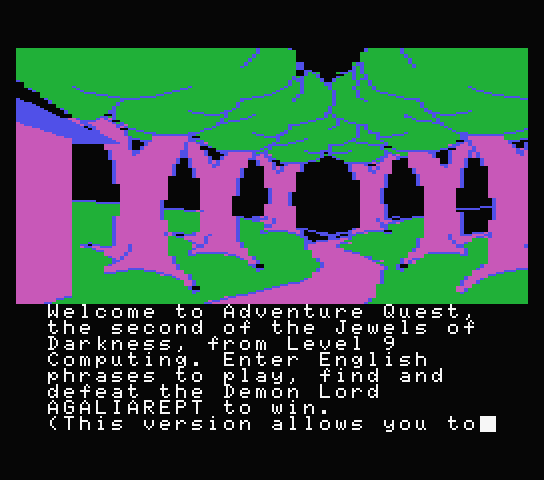 Welcome to Adventure Quest,
the second of the Jewels of
Darkness, from Level 9
Computing. Enter English
phrases to play, find and
defeat the Demon Lord
AGALIAREPT to win.
(This version allows you to